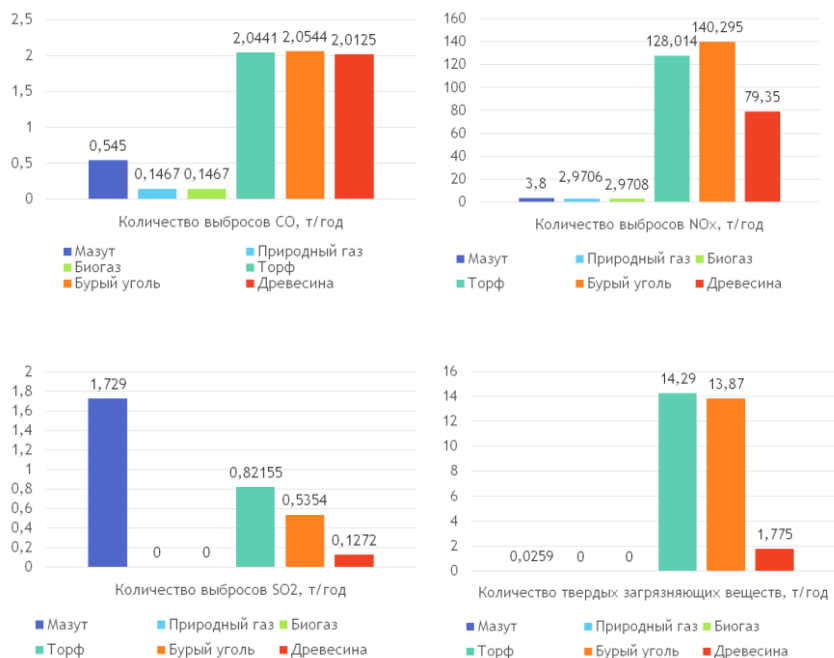 2,5
2
1,5
1
0,5
0
0,545
0,1467
0,1467
2,0441
2,0544
2,0125
Количество выбросов CO, т/год
Мазут
Природный газ
Биогаз
Торф
Бурый уголь
Древесина
160
140
120
100
80
60
40
20
0
3,8
2,9706
2,9708
128,014
140,295
79,35
Количество выбросов NOx, т/год
Мазут
Природный газ
Биогаз
Торф
Бурый уголь
Древесина
2
1,8
1,6
1,4
1,2
1
0,8
0,6
0,4
0,2
0
1,729
0
0
0,82155
0,5354
0,1272
Количество выбросов SO2, т/год
Мазут
Природный газ
Биогаз
Торф
Бурый уголь
Древесина
16
14
12
10
8
6
4
2
0
0,0259
0
0
14,29
13,87
1,775
Количество твердых загрязняющих веществ, т/год
Мазут
Природный газ
Биогаз
Торф
Бурый уголь
Древесина